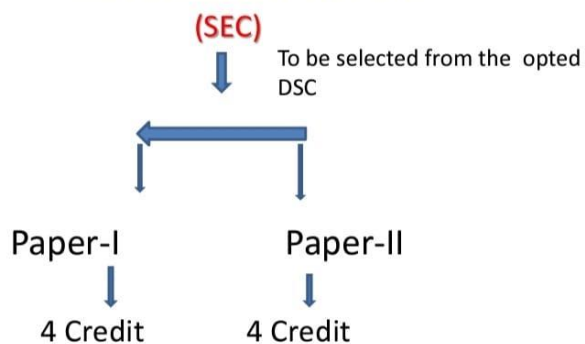 (SEC)
To be selected from the opted
DSC
Paper-I
Paper-II
4 Credit
4 Credit